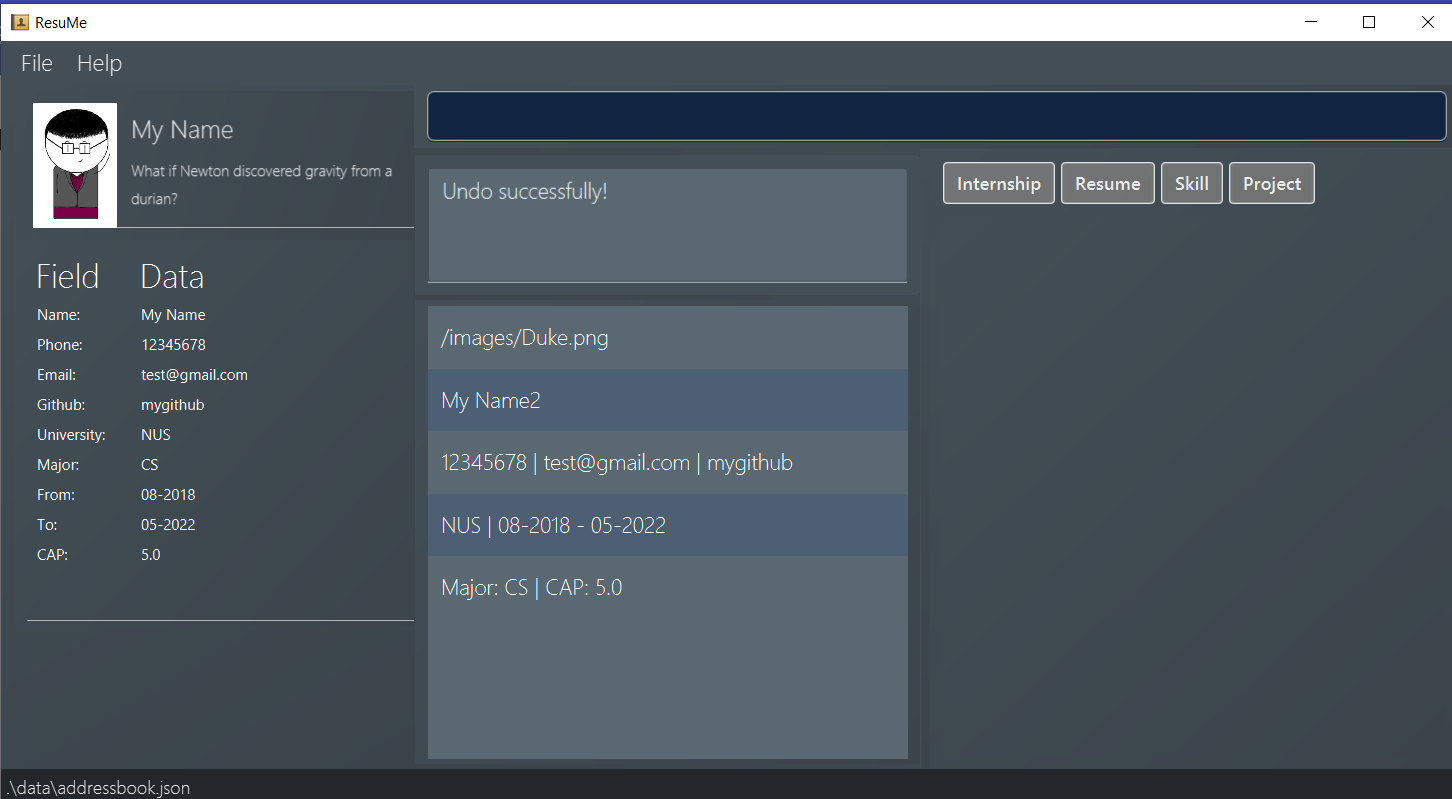 ResuMe
File Help
My Name
What if Newton discovered gravity from a
durian?
Field Data
Name: My Name
Phone: 12345678
Email: test@gmail.com
Github: mygithub
University: NUS
Major: CS
From: 08-2018
To: 05-2022
CAP: 5.0
Undo successfully!
/images/Duke.png
My Name2
12345678 | test@gmail.com | mygithub
NUS | 08-2018 - 05-2022
Major: CS | CAP: 5.0
Internship Resume Skill Project
.\data\addressbook.json